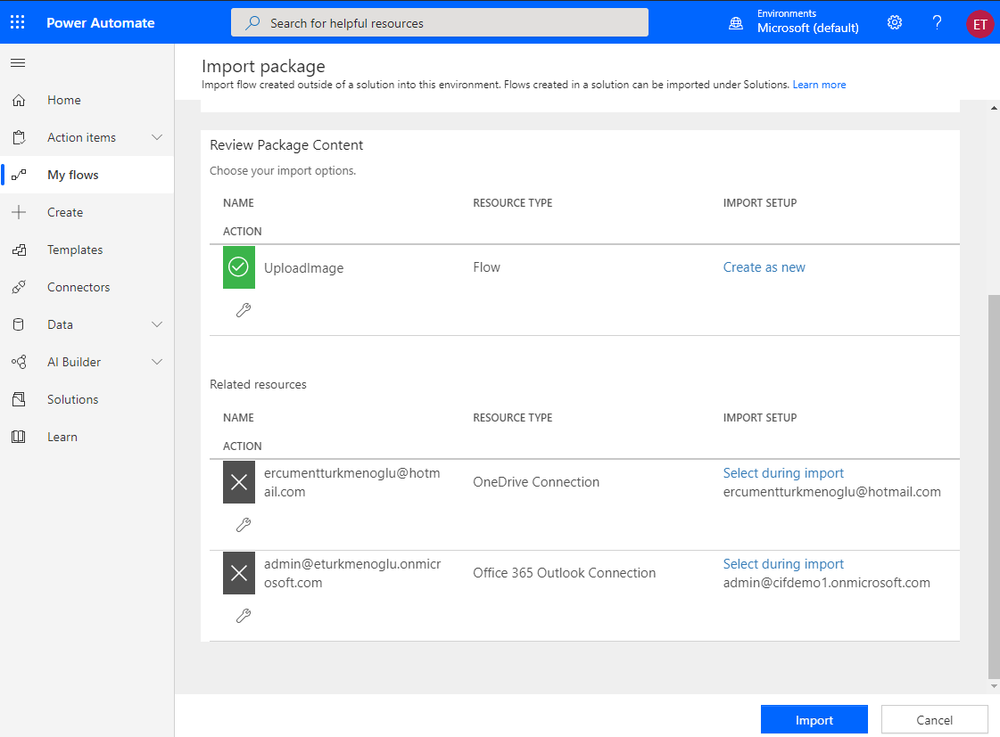 Power Automate
Search for helpful resources
Environments
Microsoft (default)
?
ET
Home
Action items
My flows
Create
Templates
Connectors
Data
AI Builder
Solutions
Learn
Import package
Import flow created outside of a solution into this environment. Flows created in a solution can be imported under Solutions. Learn more
Review Package Content
Choose your import options.
NAME RESOURCE TYPE IMPORT SETUP
ACTION
UploadImage Flow Create as new
Related resources
NAME RESOURCE TYPE IMPORT SETUP
ACTION
ercumentturkmenoglu@hotm
ail.com
OneDrive Connection
Select during import
ercumentturkmenoglu@hotmail.com
admin@eturkmenoglu.onmicr
osoft.com
Office 365 Outlook Connection
Select during import
admin@cifdemo1.onmicrosoft.com
Import Cancel